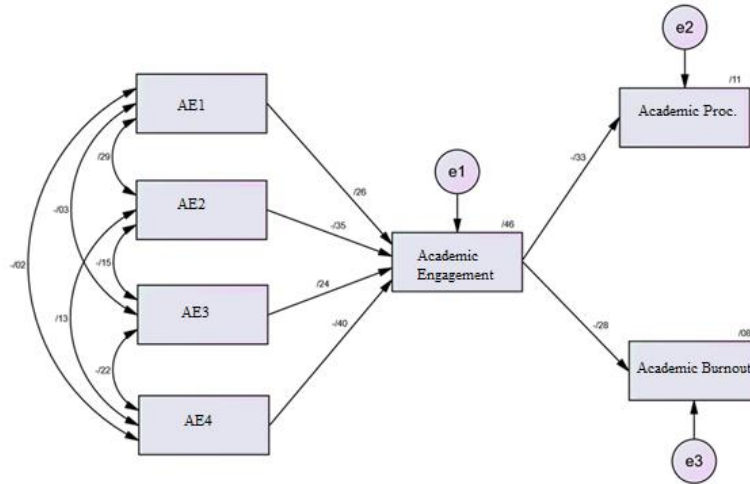 e2
/11
Academic Proc.
AE1
/29
/26
-/33
-/03
e1
AE2
-/35
/46
Academic
Engagement
-/02
-/15
/24
/13
AE3
-/28
/08
-/22
-/40
Academic Burnout
AE4
e3